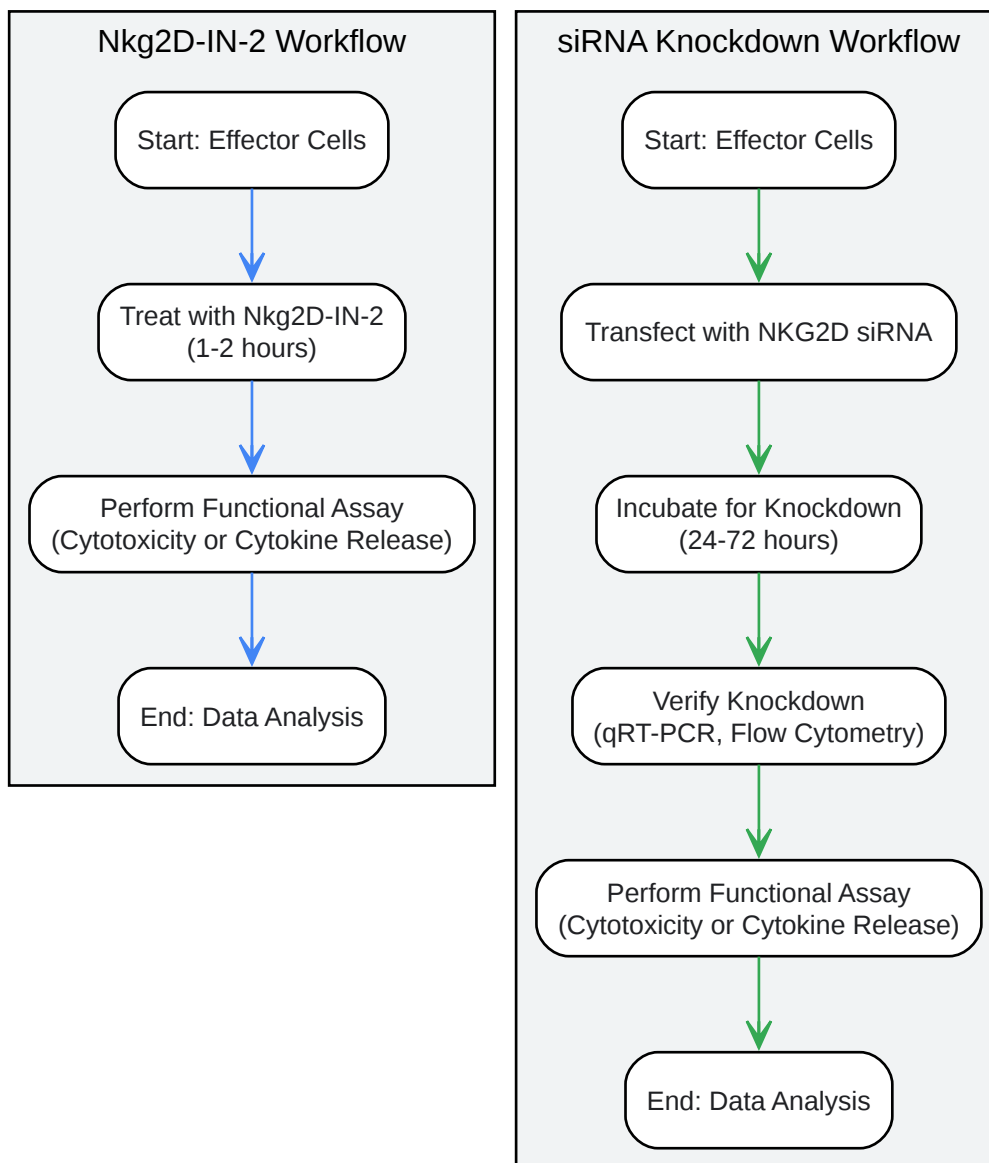 Nkg2D-IN-2 Workflow
Start: Effector Cells
Treat with Nkg2D-IN-2
(1-2 hours)
Perform Functional Assay
(Cytotoxicity or Cytokine Release)
End: Data Analysis
siRNA Knockdown Workflow
Start: Effector Cells
Transfect with NKG2D siRNA
Incubate for Knockdown
(24-72 hours)
Verify Knockdown
(qRT-PCR, Flow Cytometry)
Perform Functional Assay
(Cytotoxicity or Cytokine Release)
End: Data Analysis